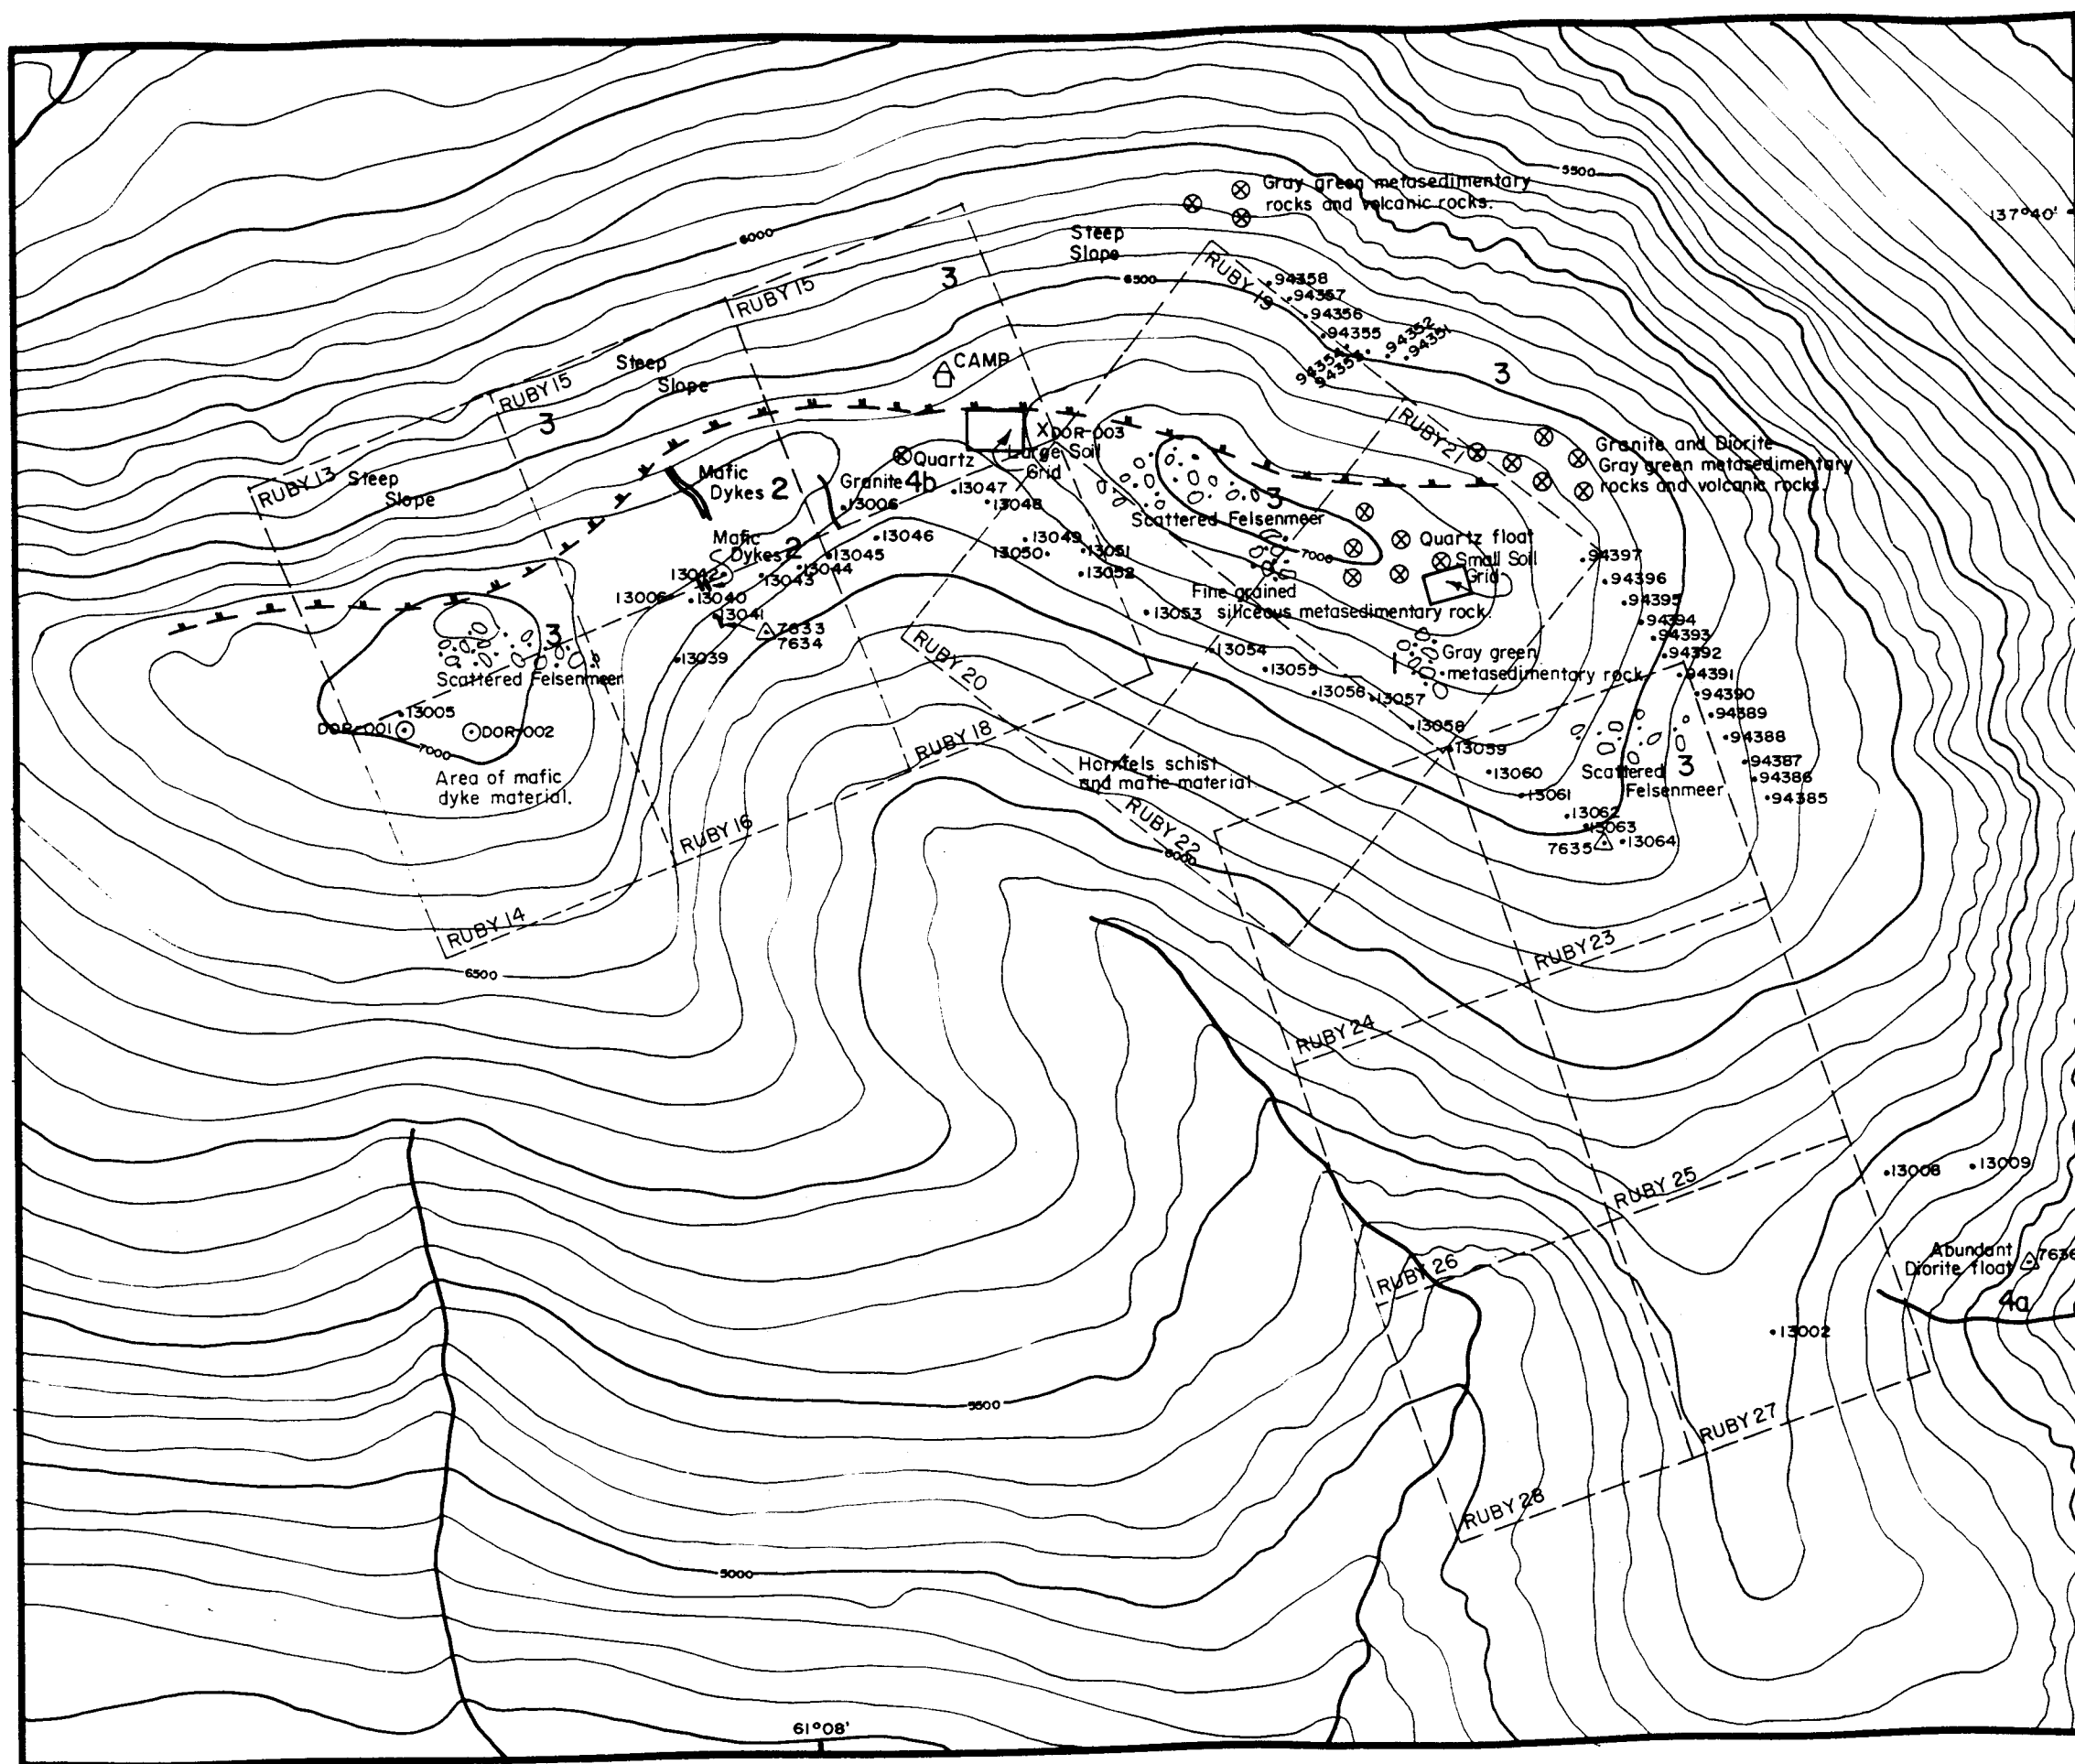 5500
Gray green metasedimentary
rocks and volcanic rocks.
137°40'
6000
Steep
Slope
3
6500
RUBY 19
94358
94357
94356
94355
94352
94351
94354
RUBY 15
RUBY 15
Steep
Slope
CAMP
3
3
RUBY 13
Steep
Slope
DOR-003
Large Soil
Grid
RUBY 21
Granite and Diorite
Gray green metasedimentary
rocks and volcanic rocks.
Mafic
Dykes 2
Quartz
Granite 4b
13006
13047
13048
3
Scattered Felsenmeer
7000
Quartz float
Small Soil
Grid
Mafic
Dykes 2
13046
13045
13044
13043
13042
13049
13050
13051
13052
94397
94396
94395
94394
94393
94392
94391
94390
94389
94388
94387
94386
94385
13006
13040
13041
7633
7634
13039
Fine grained
siliceous metasedimentary rock
13053
13054
13055
13056
13057
13058
13059
13060
13061
13062
13063
13064
7635
1
Gray green
metasedimentary rock
3
Scattered Felsenmeer
13005
DOR-001
DOR-002
7000
Area of mafic
dyke material.
RUBY 20
RUBY 18
Hornfels schist
and mafic material
Scattered 3
Felsenmeer
RUBY 16
RUBY 22
6000
RUBY 14
6500
RUBY 23
RUBY 24
13008
13009
RUBY 25
Abundant
Diorite float
7636
4a
RUBY 26
13002
5500
RUBY 27
RUBY 28
5000
61°08'